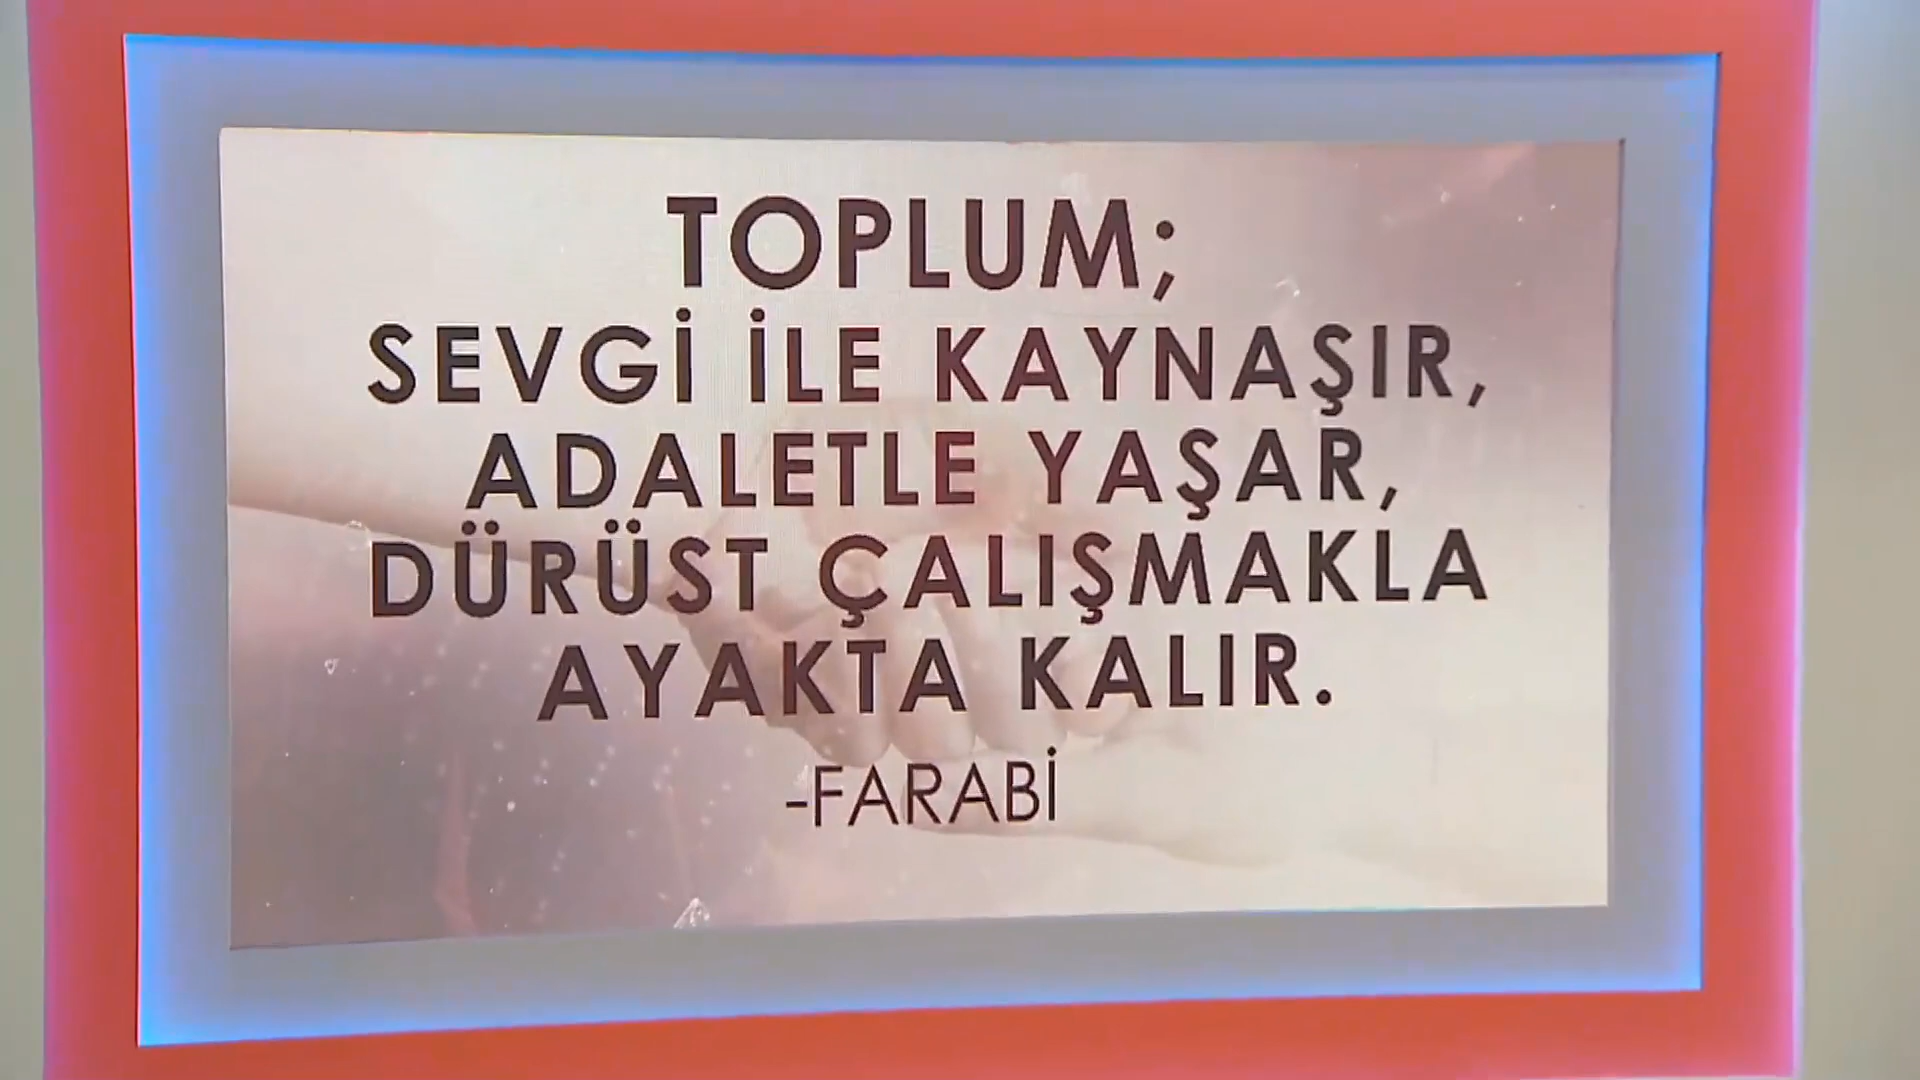 TOPLUM;
SEVGİ İLE KAYNAŞIR,
ADALETLE YAŞAR,
DÜRÜST ÇALIŞMAKLA
AYAKTA KALIR.
-FARABİ